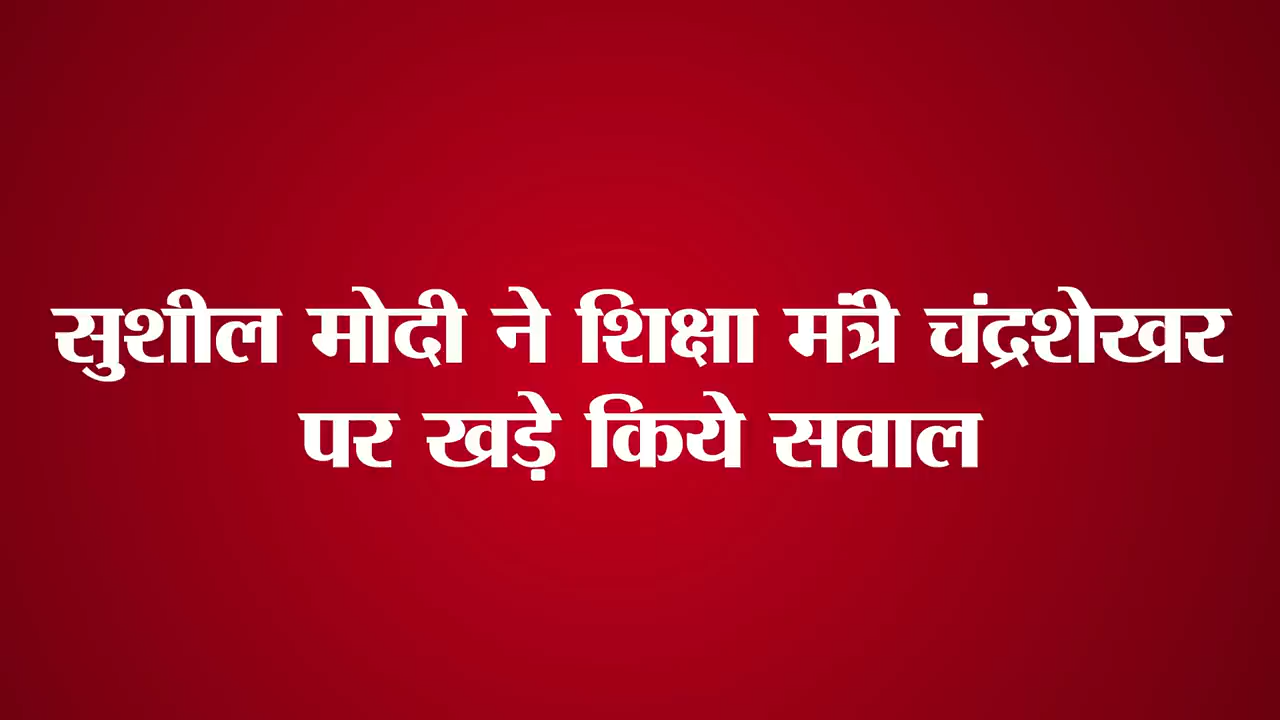 सुशील मोदी ने शिक्षा मंत्री चंद्रशेखर
पर खड़े किये सवाल